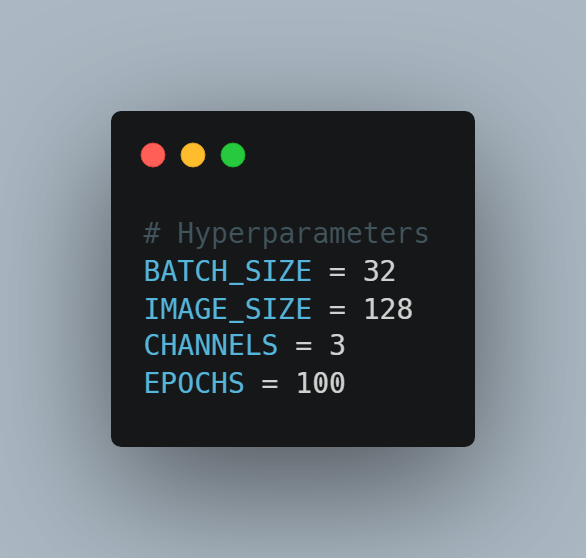 # Hyperparameters
BATCH_SIZE = 32
IMAGE_SIZE = 128
CHANNELS = 3
EPOCHS = 100